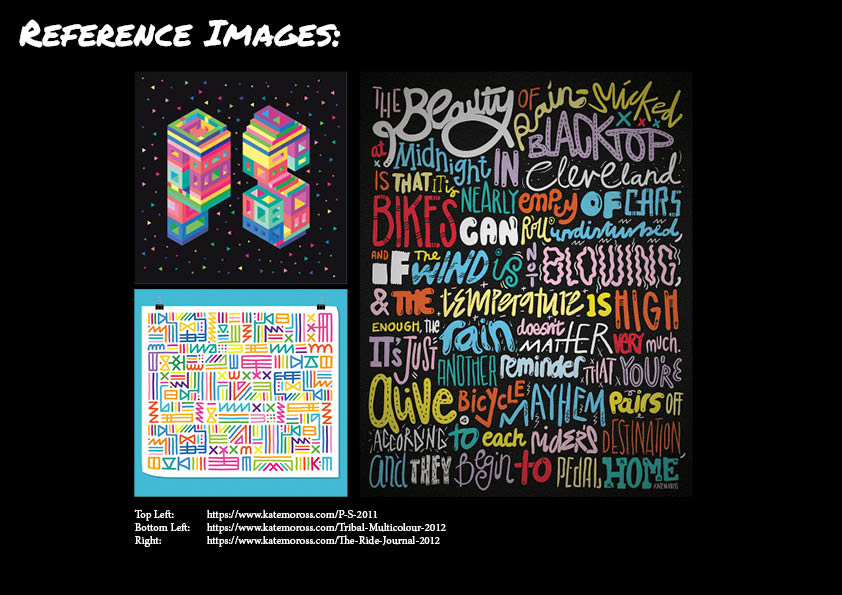 Reference Images:
PS
THE Beauty OF Rain-Slicked
BLACKTOP
at Midnight IN Cleveland
IS THAT it's NEARLY empty OF CARS
BIKES CAN Roll undisturbed,
AND IF The WIND is NOT BLOWING,
& THE temperature IS HIGH
ENOUGH, THE rain doesn't MATTER VERY much.
IT'S JUST ANOTHER reminder THAT YOU'RE
alive Bicycle MAYHEM Pairs OFF
ACCORDING to each rider's DESTINATION
and THEY Begin to PEDAL HOME
Top Left: https://www.katemoross.com/P-S-2011
Bottom Left: https://www.katemoross.com/Tribal-Multicolour-2012
Right: https://www.katemoross.com/The-Ride-Journal-2012